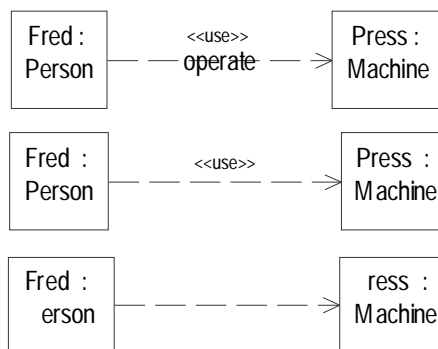 Fred :
Person
<<use>>
operate
Press :
Machine
Fred :
Person
<<use>>
Press :
Machine
Fred :
erson
ress :
Machine